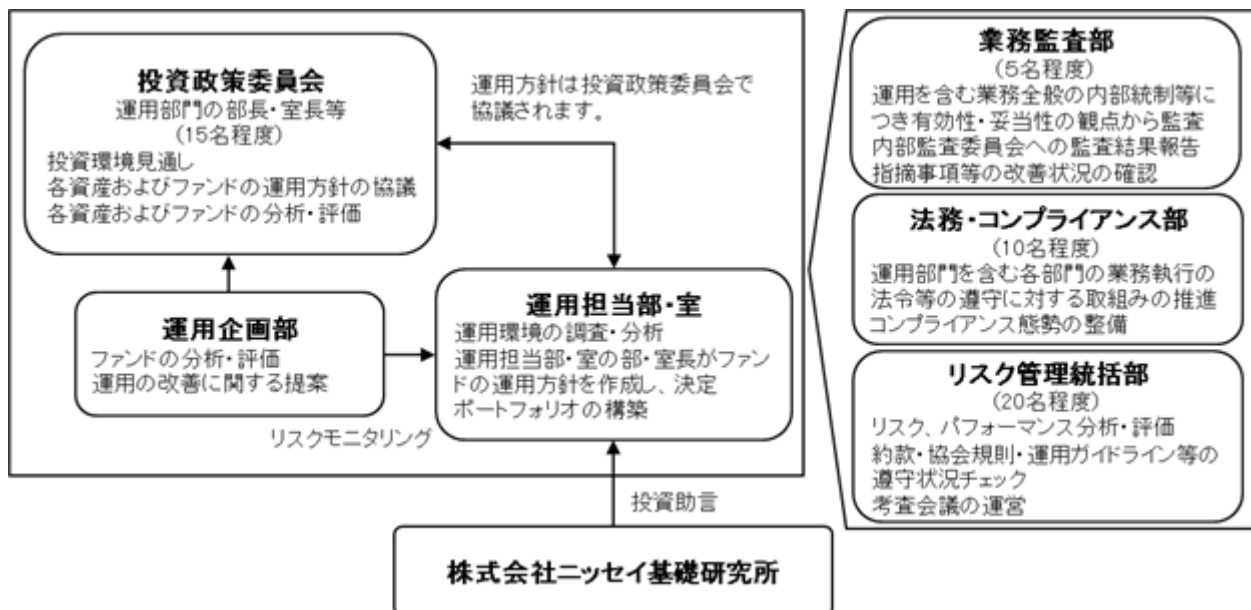 投資政策委員会
運用部門の部長・室長等
(15名程度)
投資環境見通し
各資産およびファンドの運用方針の協議
各資産およびファンドの分析・評価
運用方針は投資政策委員会で
協議されます。
運用企画部
ファンドの分析・評価
運用の改善に関する提案
リスクモニタリング
運用担当部・室
運用環境の調査・分析
運用担当部・室の部・室長がファン
ドの運用方針を作成し、決定
ポートフォリオの構築
投資助言
株式会社ニッセイ基礎研究所
業務監査部
(5名程度)
運用を含む業務全般の内部統制等に
つき有効性・妥当性の観点から監査
内部監査委員会への監査結果報告
指摘事項等の改善状況の確認
法務・コンプライアンス部
(10名程度)
運用部門を含む各部門の業務執行の
法令等の遵守に対する取組みの推進
コンプライアンス態勢の整備
リスク管理統括部
(20名程度)
リスク、パフォーマンス分析・評価
約款・協会規則・運用ガイドライン等の
遵守状況チェック
考査会議の運営